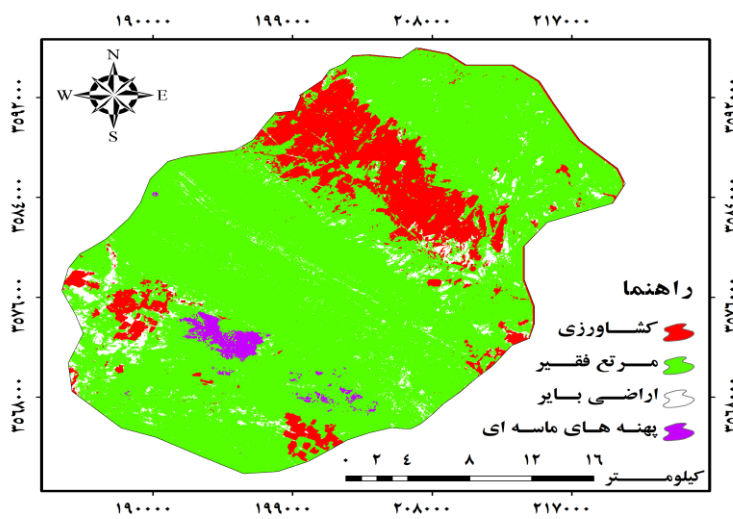 ۱۹۰۰۰۰ ۱۹۹۰۰۰ ۲۰۸۰۰۰ ۲۱۷۰۰۰
N
W E
S
۳۵۹۲۰۰۰ ۳۵۹۲۰۰۰
۳۵۸۴۰۰۰ ۳۵۸۴۰۰۰
۳۵۷۶۰۰۰ ۳۵۷۶۰۰۰
۳۵۶۸۰۰۰ ۳۵۶۸۰۰۰
راهنما
کشاورزی
مرتع فقیر
اراضی بایر
پهنه های ماسه ای
۰ ۲ ۴ ۸ ۱۲ ۱۶
کیلومتر
۱۹۰۰۰۰ ۱۹۹۰۰۰ ۲۰۸۰۰۰ ۲۱۷۰۰۰